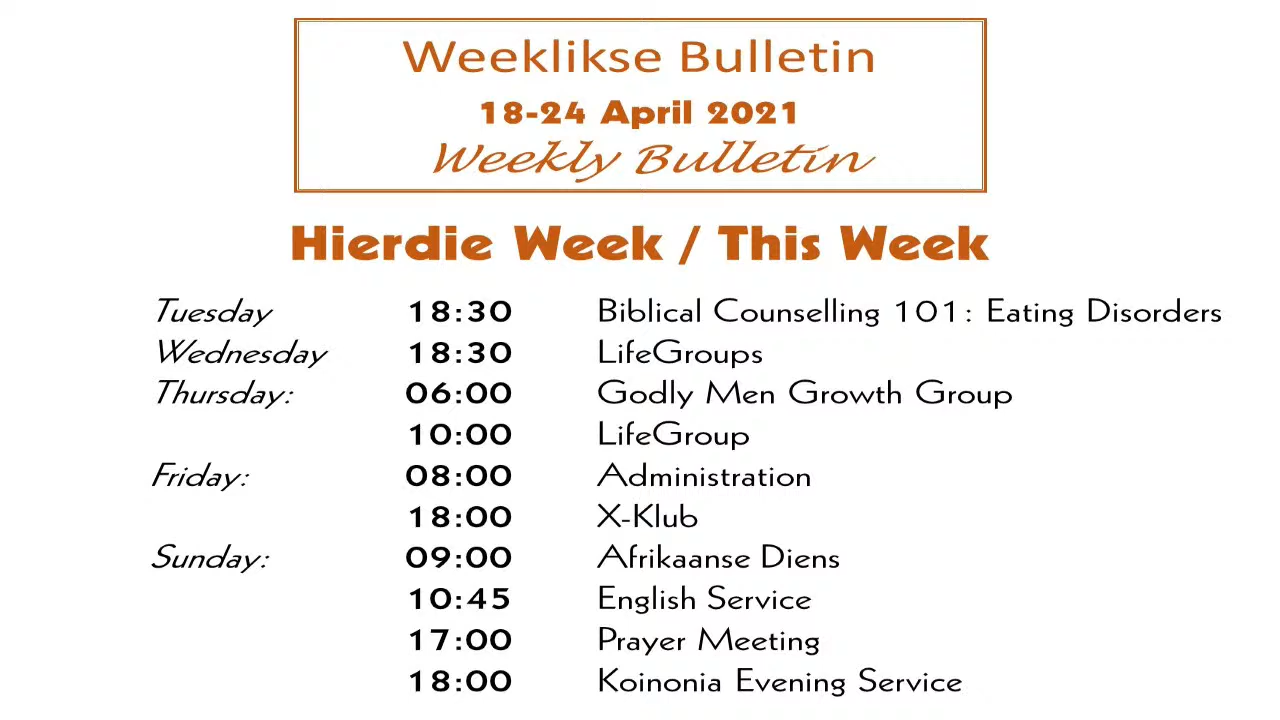 Weeklikse Bulletin
18-24 April 2021
Weekly Bulletin
Hierdie Week / This Week
Tuesday 18:30 Biblical Counselling 101: Eating Disorders
Wednesday 18:30 LifeGroups
Thursday: 06:00 Godly Men Growth Group
10:00 LifeGroup
Friday: 08:00 Administration
18:00 X-Klub
Sunday: 09:00 Afrikaanse Diens
10:45 English Service
17:00 Prayer Meeting
18:00 Koinonia Evening Service